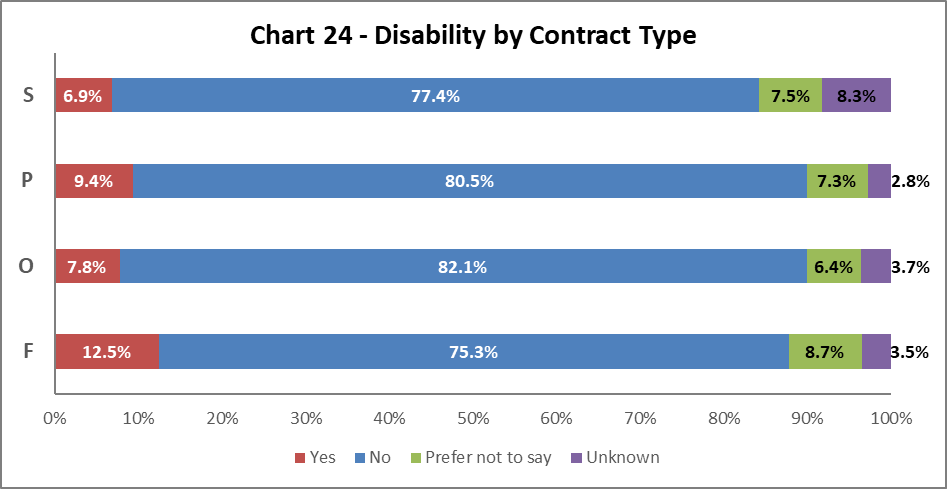 Chart 24 - Disability by Contract Type
S 6.9% 77.4% 7.5% 8.3%
P 9.4% 80.5% 7.3% 2.8%
O 7.8% 82.1% 6.4% 3.7%
F 12.5% 75.3% 8.7% 3.5%
0% 10% 20% 30% 40% 50% 60% 70% 80% 90% 100%
Yes No Prefer not to say Unknown